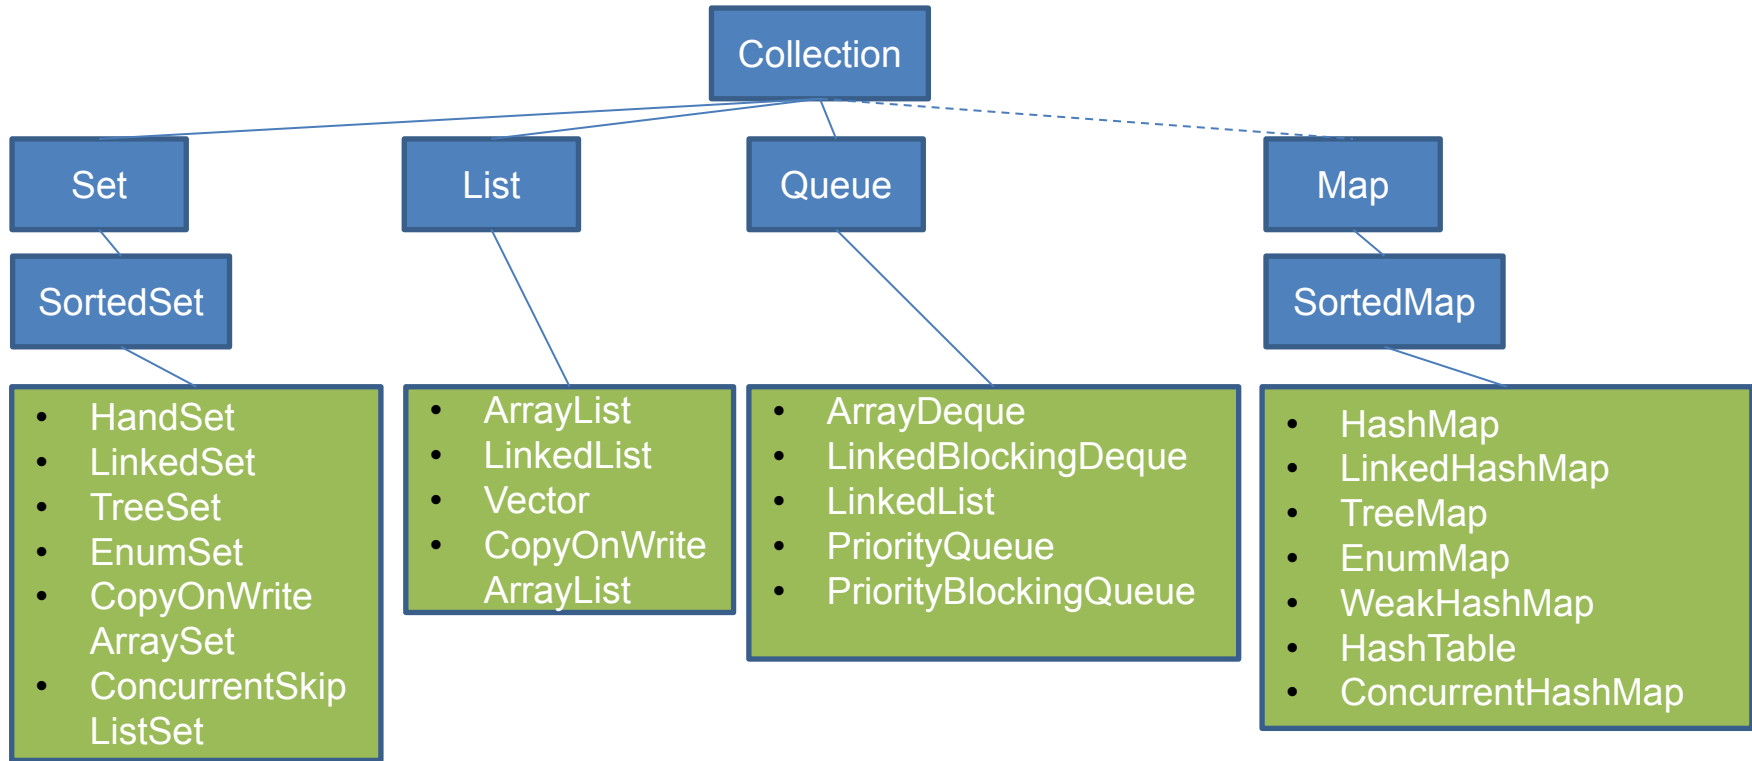 Collection
Set
List
Queue
Map
SortedSet
SortedMap
• HandSet
• LinkedSet
• TreeSet
• EnumSet
• CopyOnWrite
ArraySet
• ConcurrentSkip
ListSet
• ArrayList
• LinkedList
• Vector
• CopyOnWrite
ArrayList
• ArrayDeque
• LinkedBlockingDeque
• LinkedList
• PriorityQueue
• PriorityBlockingQueue
• HashMap
• LinkedHashMap
• TreeMap
• EnumMap
• WeakHashMap
• HashTable
• ConcurrentHashMap